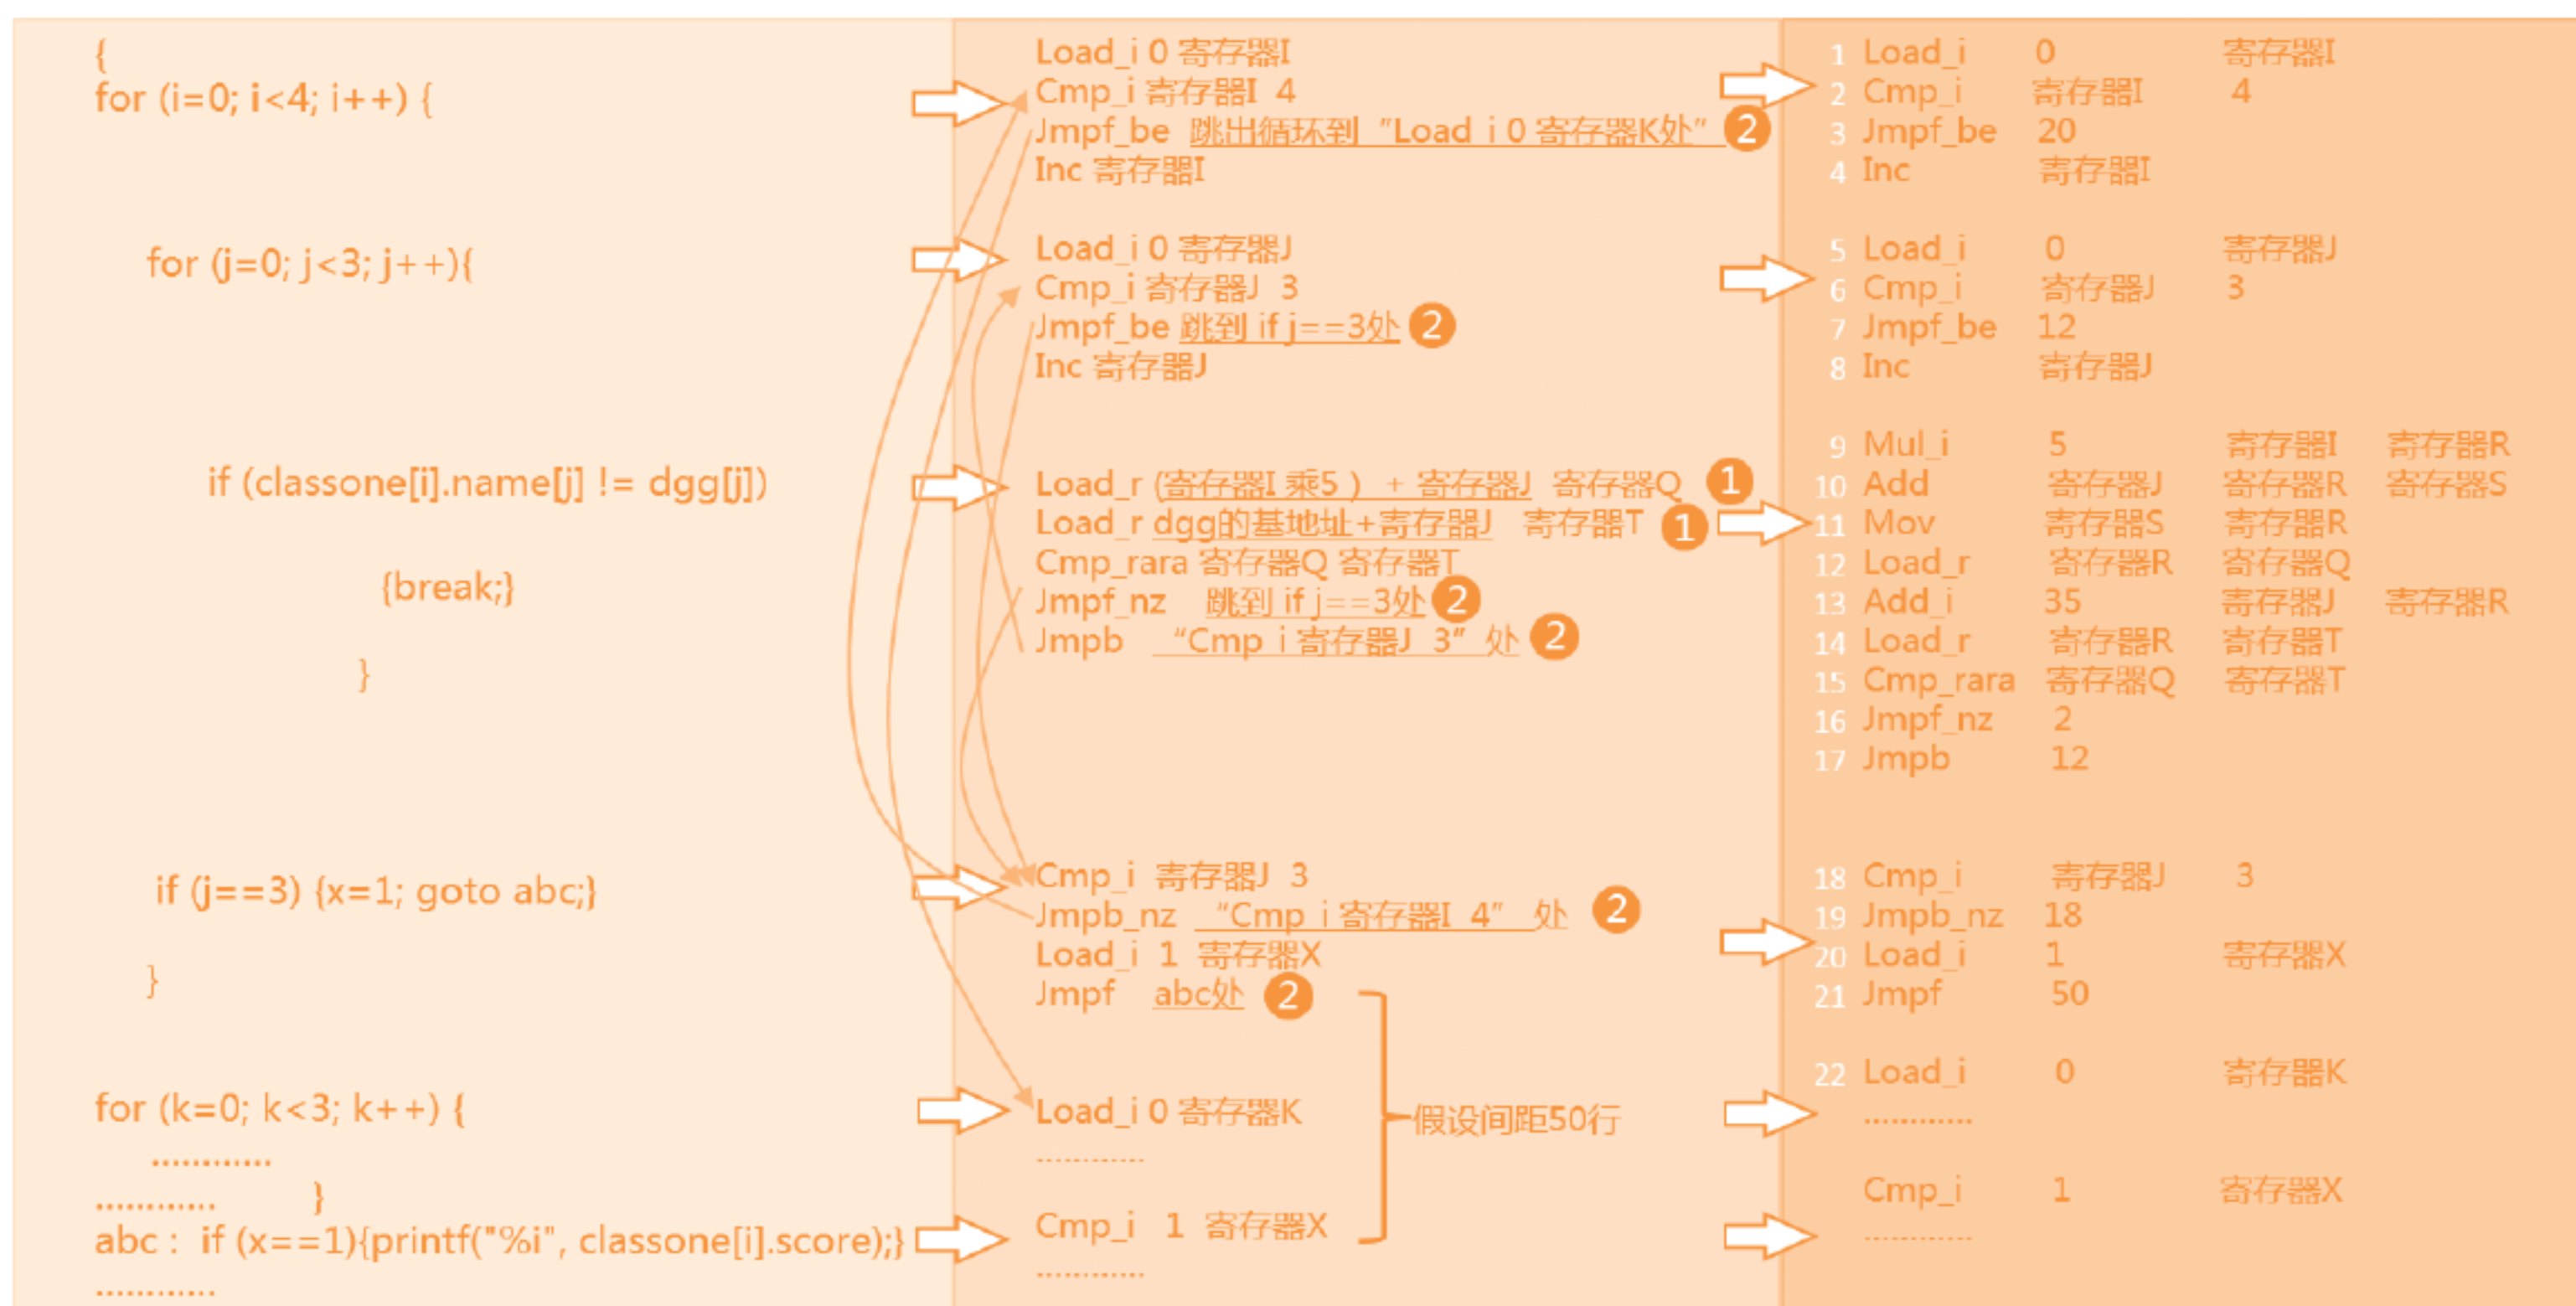 {
for (i=0; i<4; i++) {
for (j=0; j<3; j++){
if (classone[i].name[j] != dgg[j])
{break;}
}
if (j==3) {x=1; goto abc;}
}
for (k=0; k<3; k++) {
............
............ }
abc : if (x==1){printf("%i", classone[i].score);}
............
Load_i 0 寄存器I
Cmp_i 寄存器I 4
Jmpf_be 跳出循环到 “Load_i 0 寄存器K处” 2
Inc 寄存器I
Load_i 0 寄存器J
Cmp_i 寄存器J 3
Jmpf_be 跳到 if j==3处 2
Inc 寄存器J
Load_r (寄存器I 乘5 ) + 寄存器J 寄存器Q 1
Load_r dgg的基地址+寄存器J 寄存器T 1
Cmp_rara 寄存器Q 寄存器T
Jmpf_nz 跳到 if j==3处 2
Jmpb “Cmp_i 寄存器J 3” 处 2
Cmp_i 寄存器J 3
Jmpb_nz “Cmp_i 寄存器I 4” 处 2
Load_i 1 寄存器X
Jmpf abc处 2
Load_i 0 寄存器K
............
假设间距50行
Cmp_i 1 寄存器X
............
1 Load_i 0 寄存器I
2 Cmp_i 寄存器I 4
3 Jmpf_be 20
4 Inc 寄存器I
5 Load_i 0 寄存器J
6 Cmp_i 寄存器J 3
7 Jmpf_be 12
8 Inc 寄存器J
9 Mul_i 5 寄存器I 寄存器R
10 Add 寄存器J 寄存器R 寄存器S
11 Mov 寄存器S 寄存器R
12 Load_r 寄存器R 寄存器Q
13 Add_i 35 寄存器J 寄存器R
14 Load_r 寄存器R 寄存器T
15 Cmp_rara 寄存器Q 寄存器T
16 Jmpf_nz 2
17 Jmpb 12
18 Cmp_i 寄存器J 3
19 Jmpb_nz 18
20 Load_i 1 寄存器X
21 Jmpf 50
22 Load_i 0 寄存器K
............
Cmp_i 1 寄存器X
............